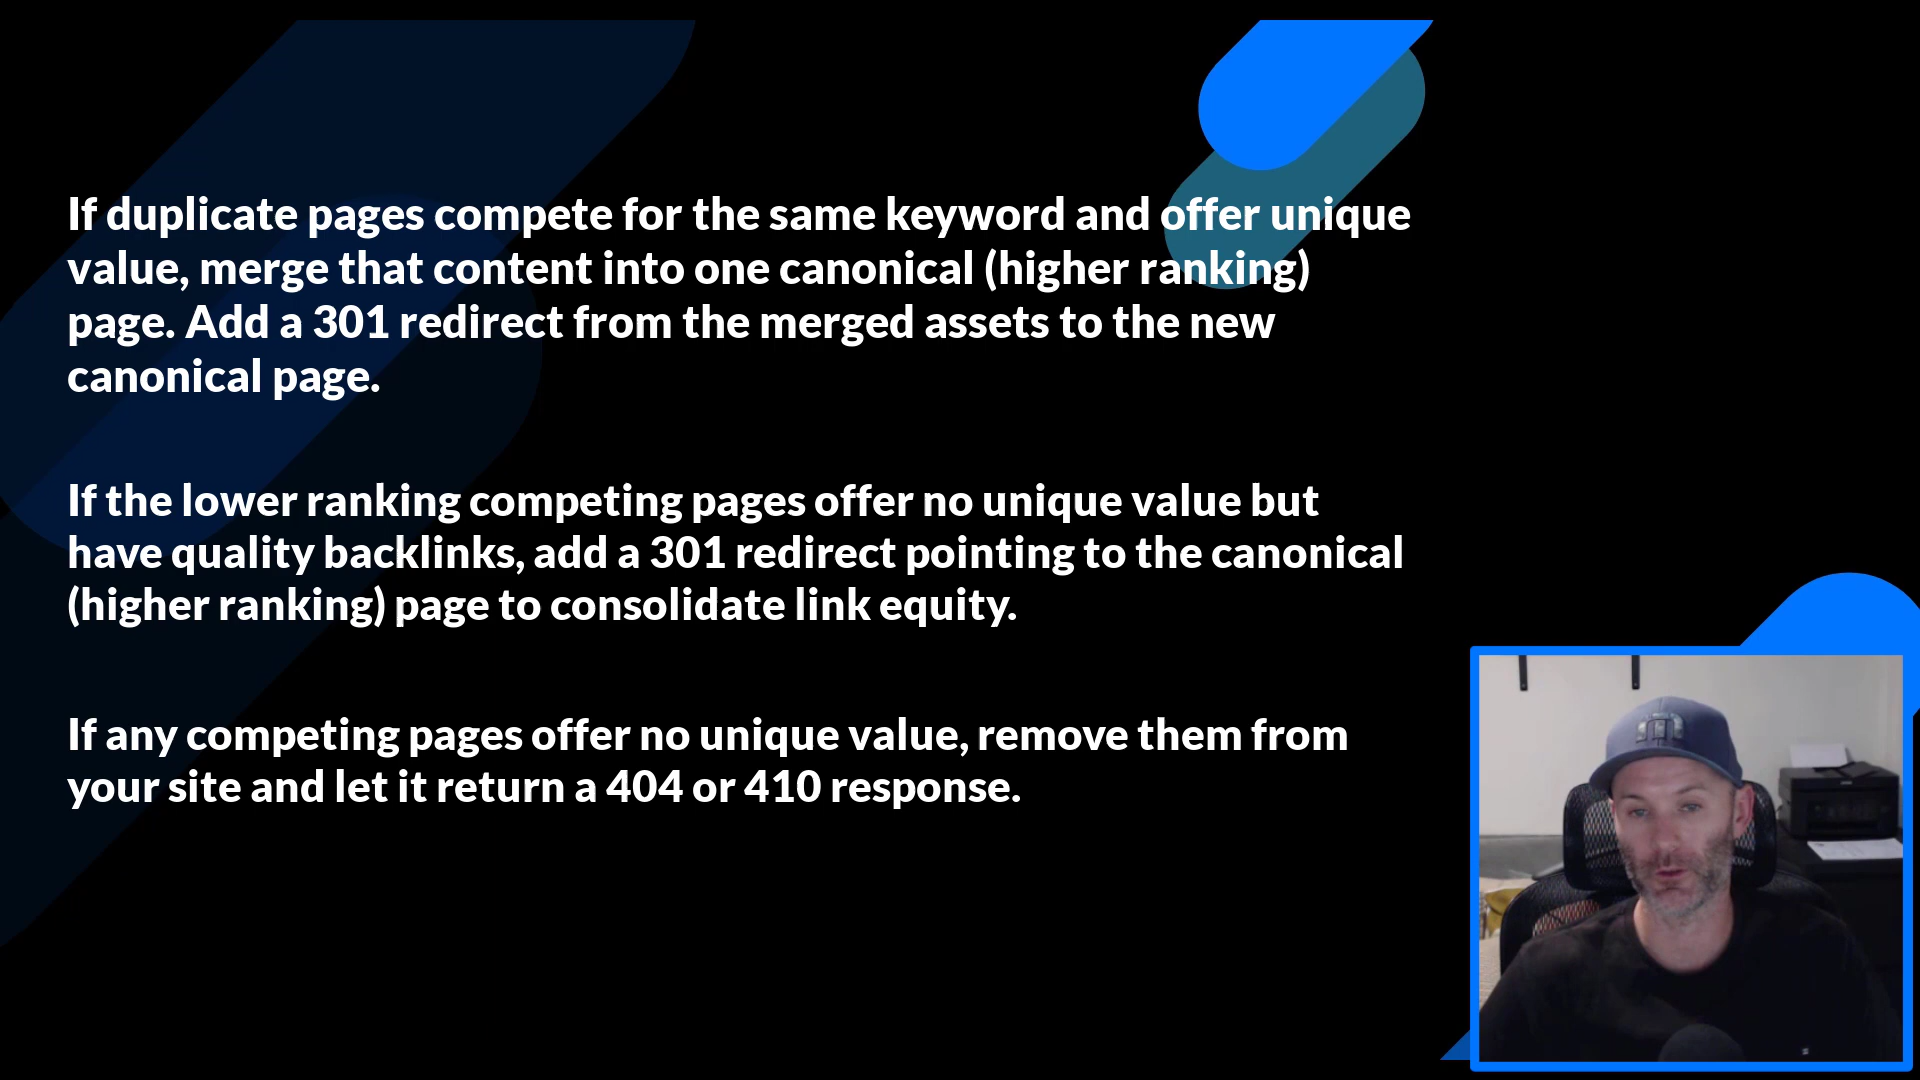 If duplicate pages compete for the same keyword and offer unique
value, merge that content into one canonical (higher ranking)
page. Add a 301 redirect from the merged assets to the new
canonical page.
If the lower ranking competing pages offer no unique value but
have quality backlinks, add a 301 redirect pointing to the canonical
(higher ranking) page to consolidate link equity.
If any competing pages offer no unique value, remove them from
your site and let it return a 404 or 410 response.